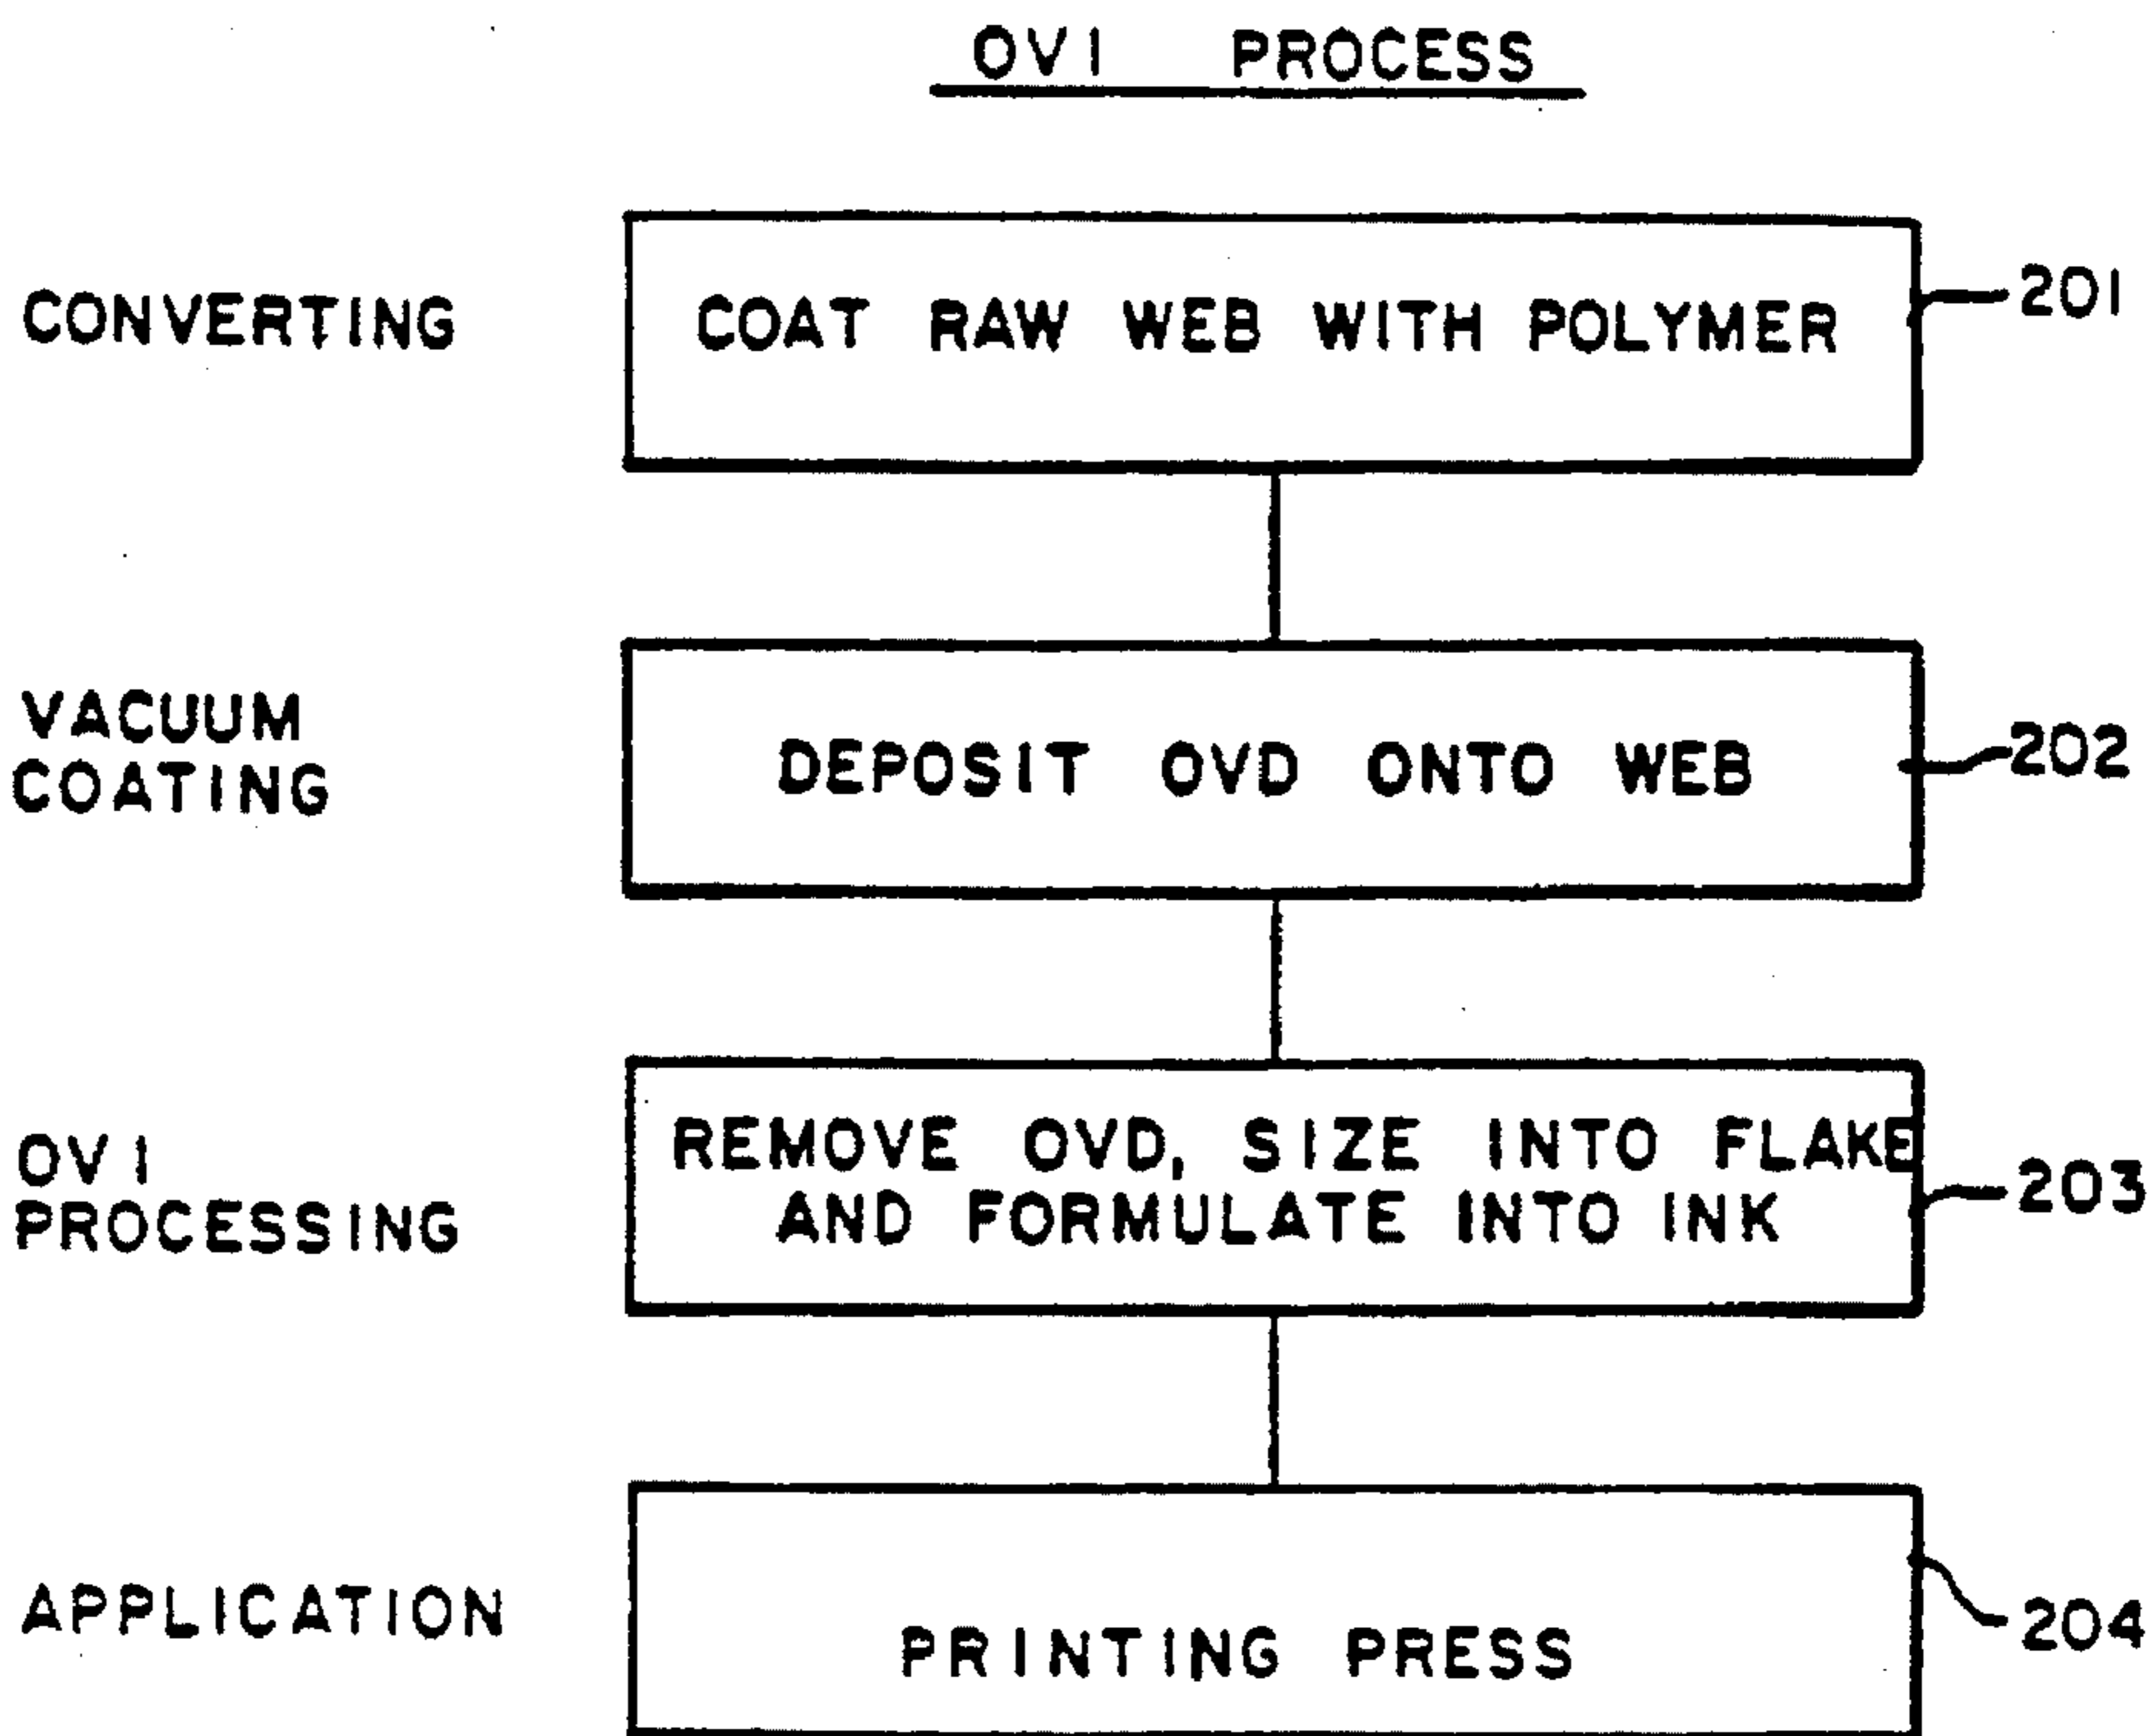 OVI PROCESS
CONVERTING
COAT RAW WEB WITH POLYMER
201
VACUUM
COATING
DEPOSIT OVD ONTO WEB
202
OVI
PROCESSING
REMOVE OVD, SIZE INTO FLAKE
AND FORMULATE INTO INK
203
APPLICATION
PRINTING PRESS
204